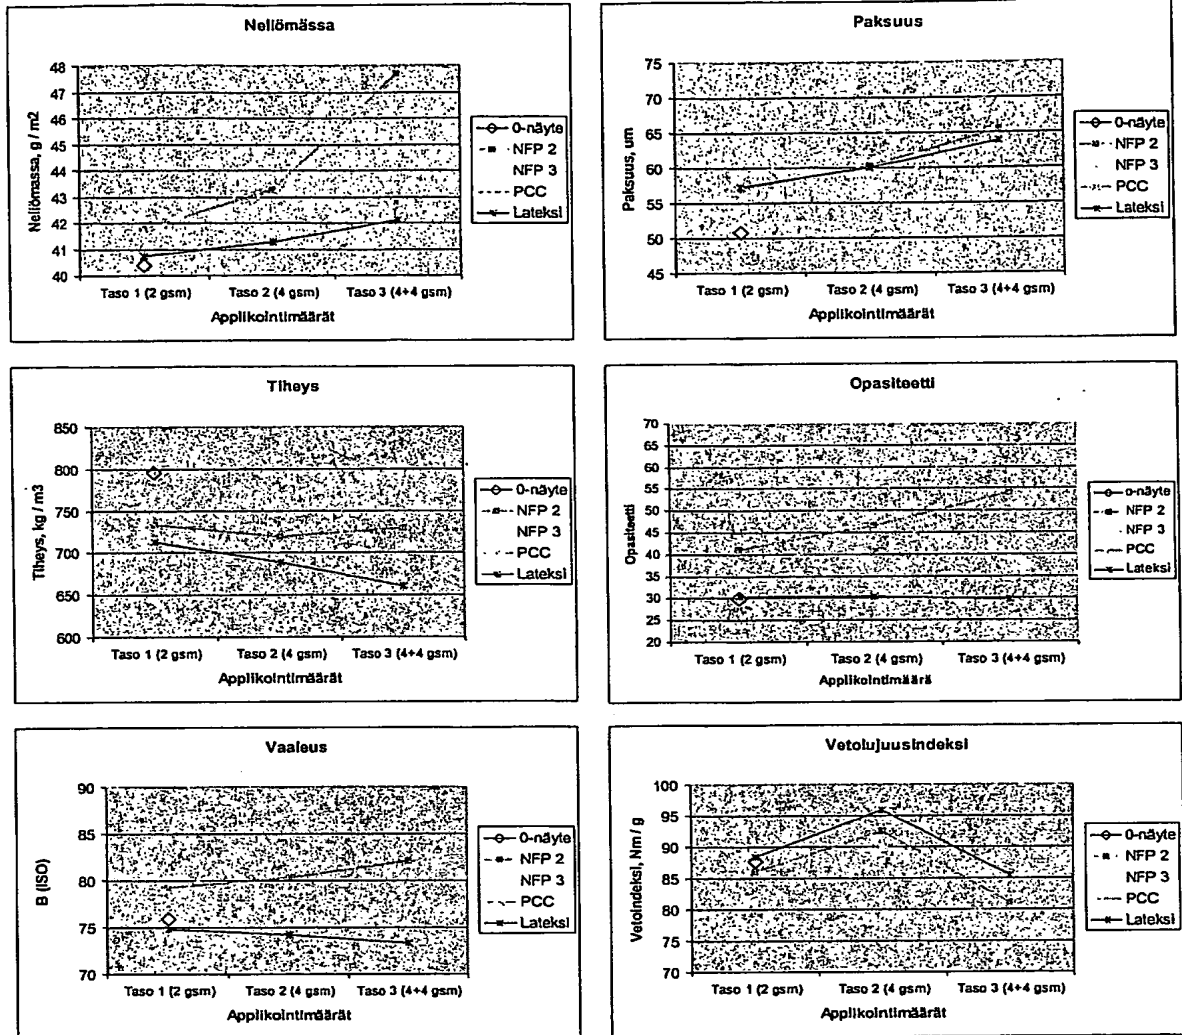 Neliömässa
48
47
46
45
44
43
42
41
40
Neliömassa, g / m2
Taso 1 (2 gsm) Taso 2 (4 gsm) Taso 3 (4+4 gsm)
Applikointimäärät
0-näyte
NFP 2
NFP 3
PCC
Lateksi
Paksuus
75
70
65
60
55
50
45
Paksuus, um
Taso 1 (2 gsm) Taso 2 (4 gsm) Taso 3 (4+4 gsm)
Applikointimäärät
0-näyte
NFP 2
NFP 3
PCC
Lateksi
Tiheys
850
800
750
700
650
600
Tiheys, kg / m3
Taso 1 (2 gsm) Taso 2 (4 gsm) Taso 3 (4+4 gsm)
Applikointimäärät
0-näyte
NFP 2
NFP 3
PCC
Lateksi
Opasiteetti
70
65
60
55
50
45
40
35
30
25
20
Opasiteetti
Taso 1 (2 gsm) Taso 2 (4 gsm) Taso 3 (4+4 gsm)
Applikointimäärä
0-näyte
NFP 2
NFP 3
PCC
Lateksi
Vaaleus
90
85
80
75
70
B (ISO)
Taso 1 (2 gsm) Taso 2 (4 gsm) Taso 3 (4+4 gsm)
Applikointimäärät
0-näyte
NFP 2
NFP 3
PCC
Lateksi
Vetolujuusindeksi
100
95
90
85
80
75
70
Vetoindeksi, Nm / g
Taso 1 (2 gsm) Taso 2 (4 gsm) Taso 3 (4+4 gsm)
Applikointimäärät
0-näyte
NFP 2
NFP 3
PCC
Lateksi